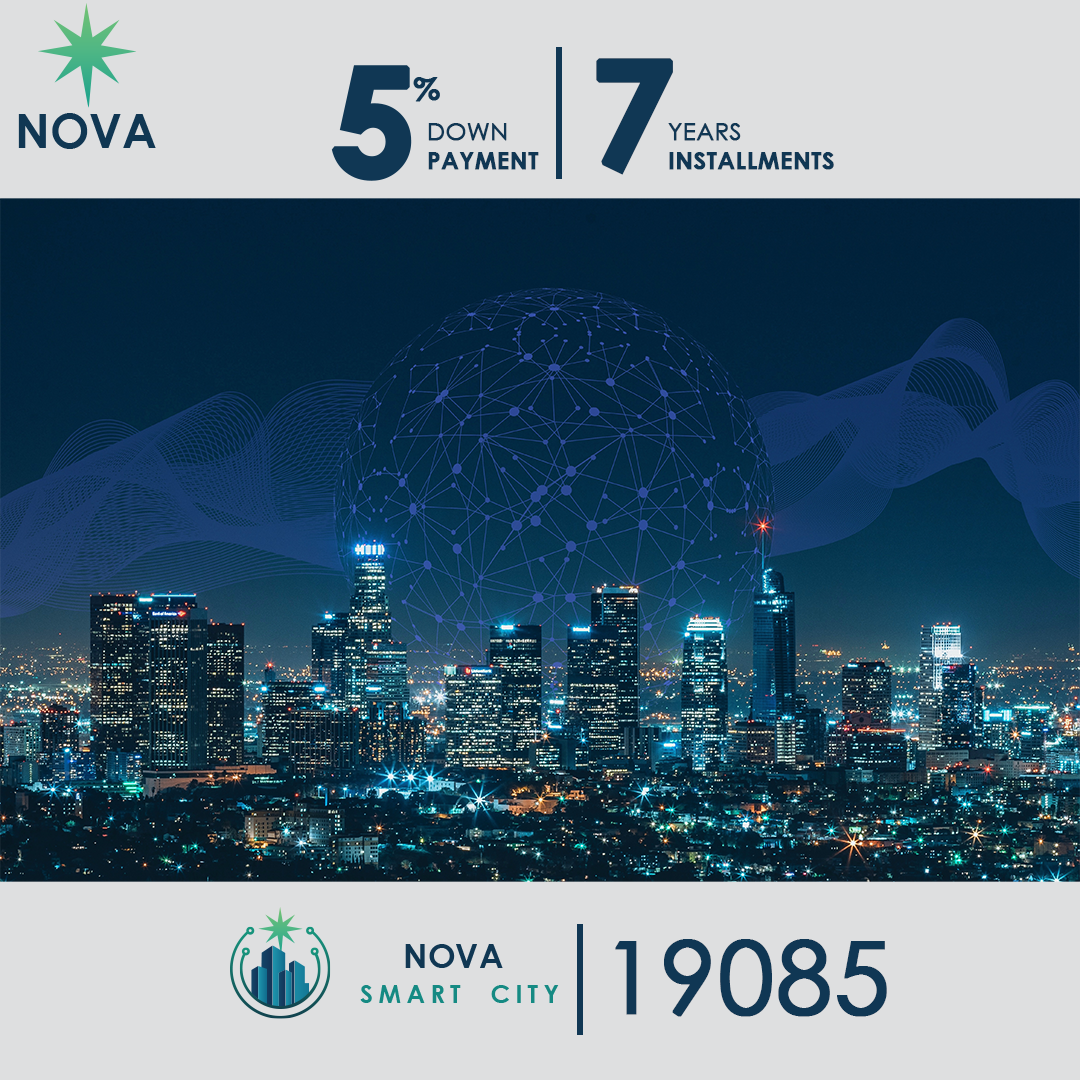 NOVA
5%
DOWN
PAYMENT
7
YEARS
INSTALLMENTS
NOVA
SMART CITY
19085